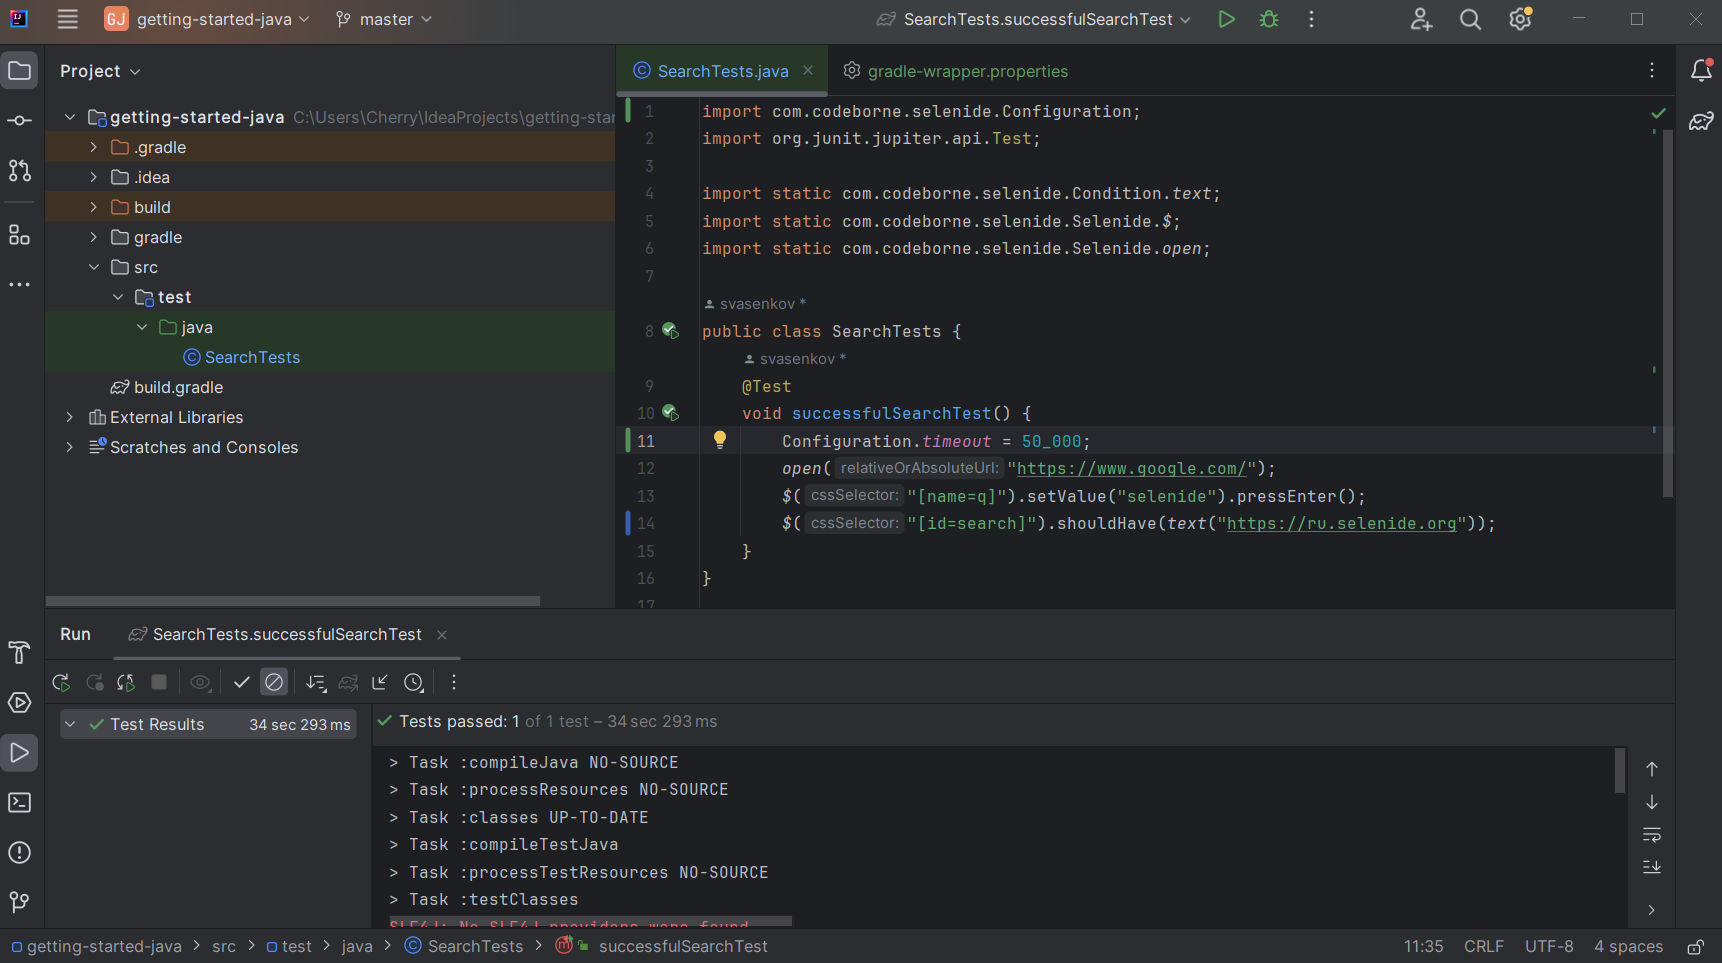 GJ getting-started-java master SearchTests.successfulSearchTest
Project
SearchTests.java gradle-wrapper.properties
getting-started-java C:\Users\Cherry\IdeaProjects\getting-star
.gradle
.idea
build
gradle
src
test
java
SearchTests
build.gradle
External Libraries
Scratches and Consoles
1 import com.codeborne.selenide.Configuration;
2 import org.junit.jupiter.api.Test;
3
4 import static com.codeborne.selenide.Condition.text;
5 import static com.codeborne.selenide.Selenide.$;
6 import static com.codeborne.selenide.Selenide.open;
7
svasenkov *
8 public class SearchTests {
svasenkov *
9 @Test
10 void successfulSearchTest() {
11 Configuration.timeout = 50_000;
12 open( relativeOrAbsoluteUrl: "https://www.google.com/");
13 $( cssSelector: "[name=q]").setValue("selenide").pressEnter();
14 $( cssSelector: "[id=search]").shouldHave(text("https://ru.selenide.org"));
15 }
16 }
17
Run SearchTests.successfulSearchTest
Test Results 34 sec 293 ms
Tests passed: 1 of 1 test – 34 sec 293 ms
> Task :compileJava NO-SOURCE
> Task :processResources NO-SOURCE
> Task :classes UP-TO-DATE
> Task :compileTestJava
> Task :processTestResources NO-SOURCE
> Task :testClasses
SLF4J: No SLF4J providers were found.
getting-started-java > src > test > java > SearchTests > successfulSearchTest 11:35 CRLF UTF-8 4 spaces